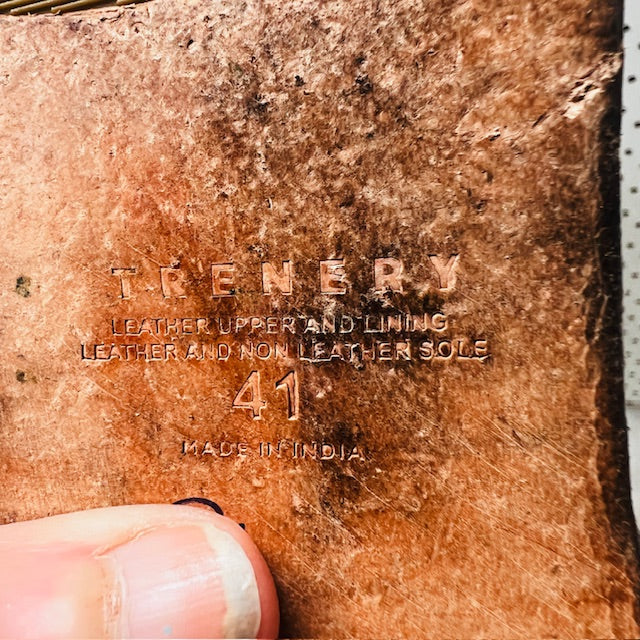 TRENERY
LEATHER UPPER AND LINING
LEATHER AND NON LEATHER SOLE
41
MADE IN INDIA